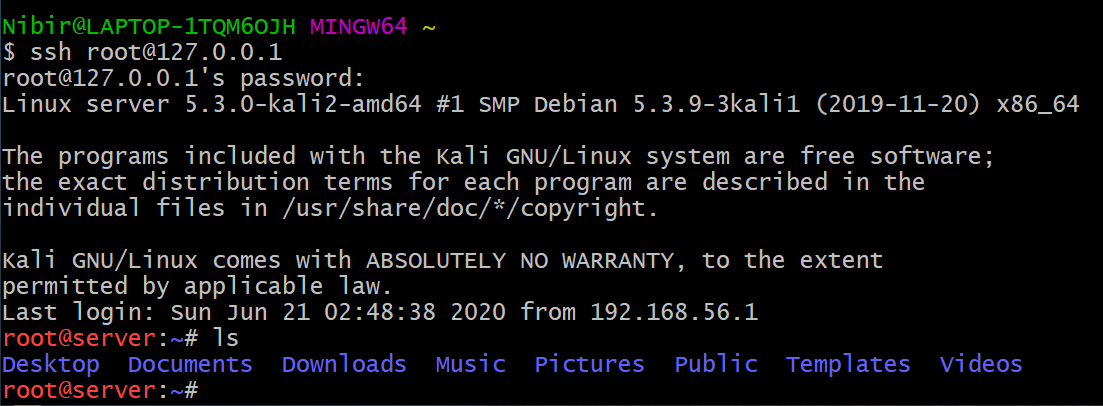 Nibir@LAPTOP-1TQM6OJH MINGW64 ~
$ ssh root@127.0.0.1
root@127.0.0.1's password:
Linux server 5.3.0-kali2-amd64 #1 SMP Debian 5.3.9-3kali1 (2019-11-20) x86_64
The programs included with the Kali GNU/Linux system are free software;
the exact distribution terms for each program are described in the
individual files in /usr/share/doc/*/copyright.
Kali GNU/Linux comes with ABSOLUTELY NO WARRANTY, to the extent
permitted by applicable law.
Last login: Sun Jun 21 02:48:38 2020 from 192.168.56.1
root@server:~# ls
Desktop  Documents  Downloads  Music  Pictures  Public  Templates  Videos
root@server:~#